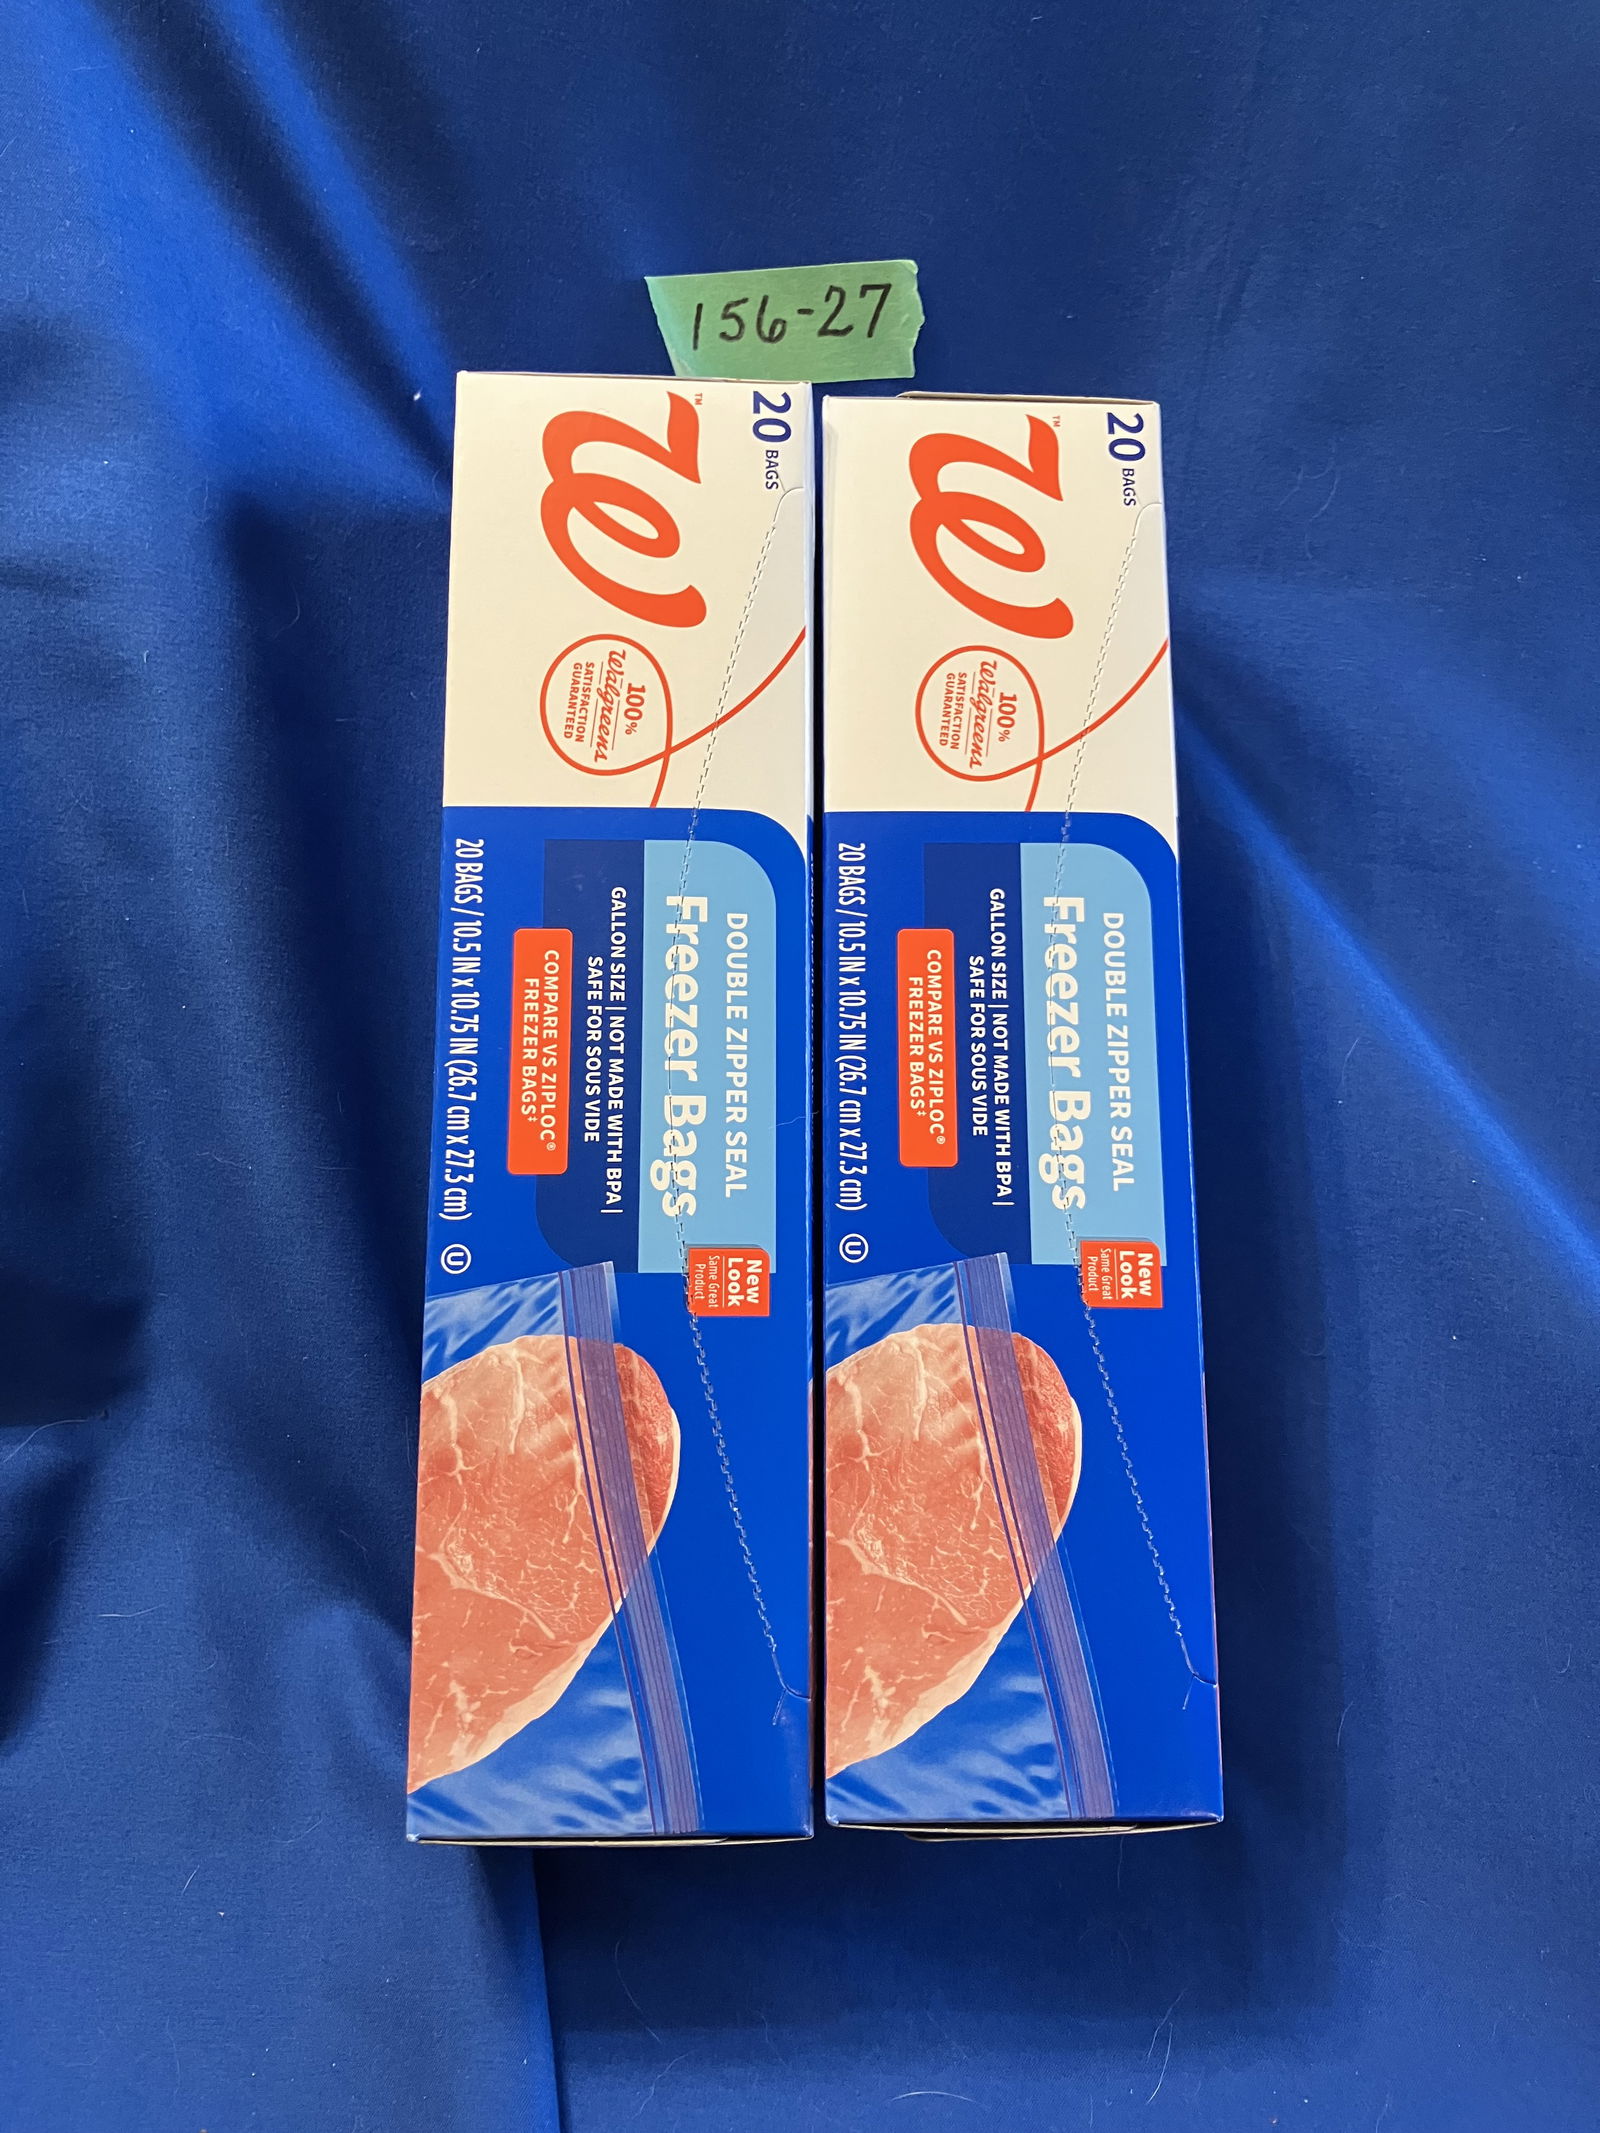 156-27
20 BAGS
W™
100%
Walgreens
SATISFACTION
GUARANTEED
DOUBLE ZIPPER SEAL
Freezer Bags
GALLON SIZE | NOT MADE WITH BPA |
SAFE FOR SOUS VIDE
COMPARE VS ZIPLOC®
FREEZER BAGS‡
20 BAGS / 10.5 IN x 10.75 IN (26.7 cm x 27.3 cm) U
New
Look
Same Great
Product
20 BAGS
W™
100%
Walgreens
SATISFACTION
GUARANTEED
DOUBLE ZIPPER SEAL
Freezer Bags
GALLON SIZE | NOT MADE WITH BPA |
SAFE FOR SOUS VIDE
COMPARE VS ZIPLOC®
FREEZER BAGS‡
20 BAGS / 10.5 IN x 10.75 IN (26.7 cm x 27.3 cm) U
New
Look
Same Great
Product